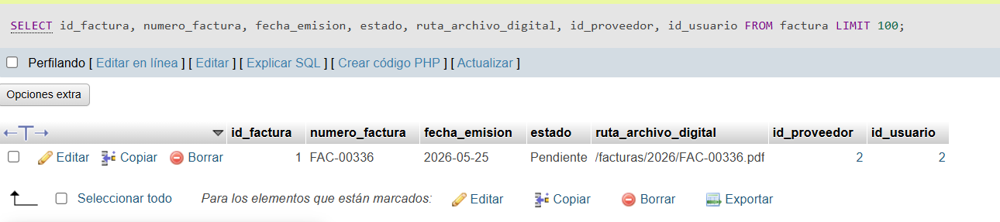 SELECT id_factura, numero_factura, fecha_emision, estado, ruta_archivo_digital, id_proveedor, id_usuario FROM factura LIMIT 100;
Perfilando [ Editar en línea ] [ Editar ] [ Explicar SQL ] [ Crear código PHP ] [ Actualizar ]
Opciones extra
←T→ id_factura numero_factura fecha_emision estado ruta_archivo_digital id_proveedor id_usuario
Editar Copiar Borrar 1 FAC-00336 2026-05-25 Pendiente /facturas/2026/FAC-00336.pdf 2 2
Seleccionar todo Para los elementos que están marcados: Editar Copiar Borrar Exportar